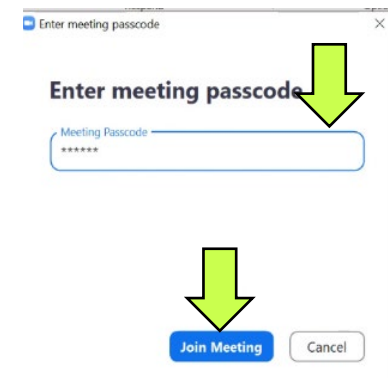 Enter meeting passcode
Enter meeting passcode
Meeting Passcode
******
Join Meeting
Cancel